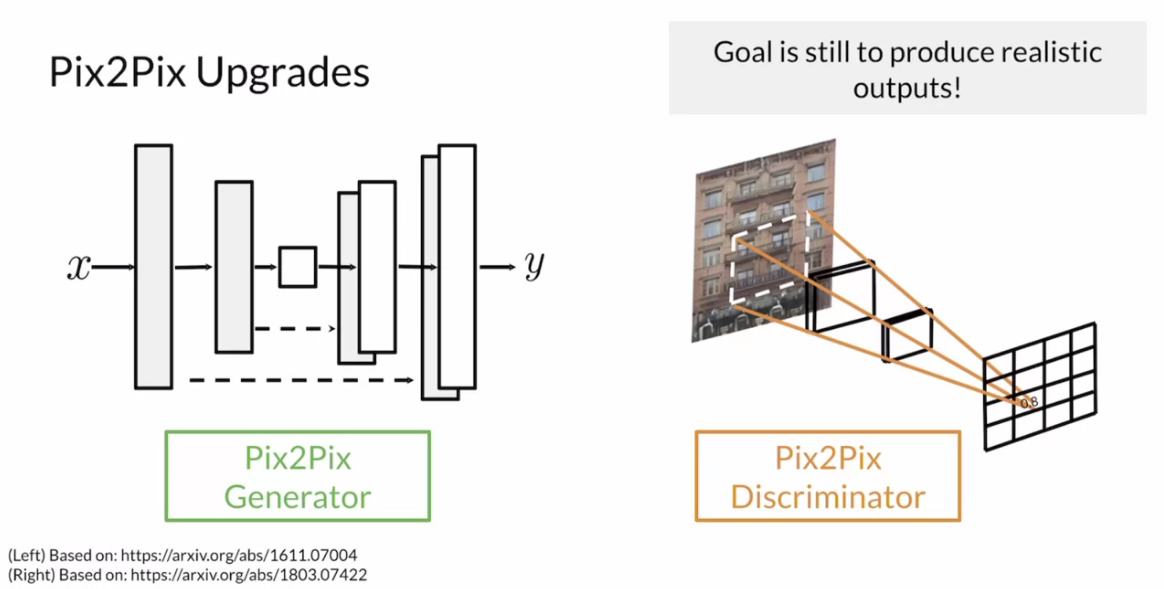 Pix2Pix Upgrades
Goal is still to produce realistic
outputs!
x
y
0.8
Pix2Pix
Generator
Pix2Pix
Discriminator
(Left) Based on: https://arxiv.org/abs/1611.07004
(Right) Based on: https://arxiv.org/abs/1803.07422